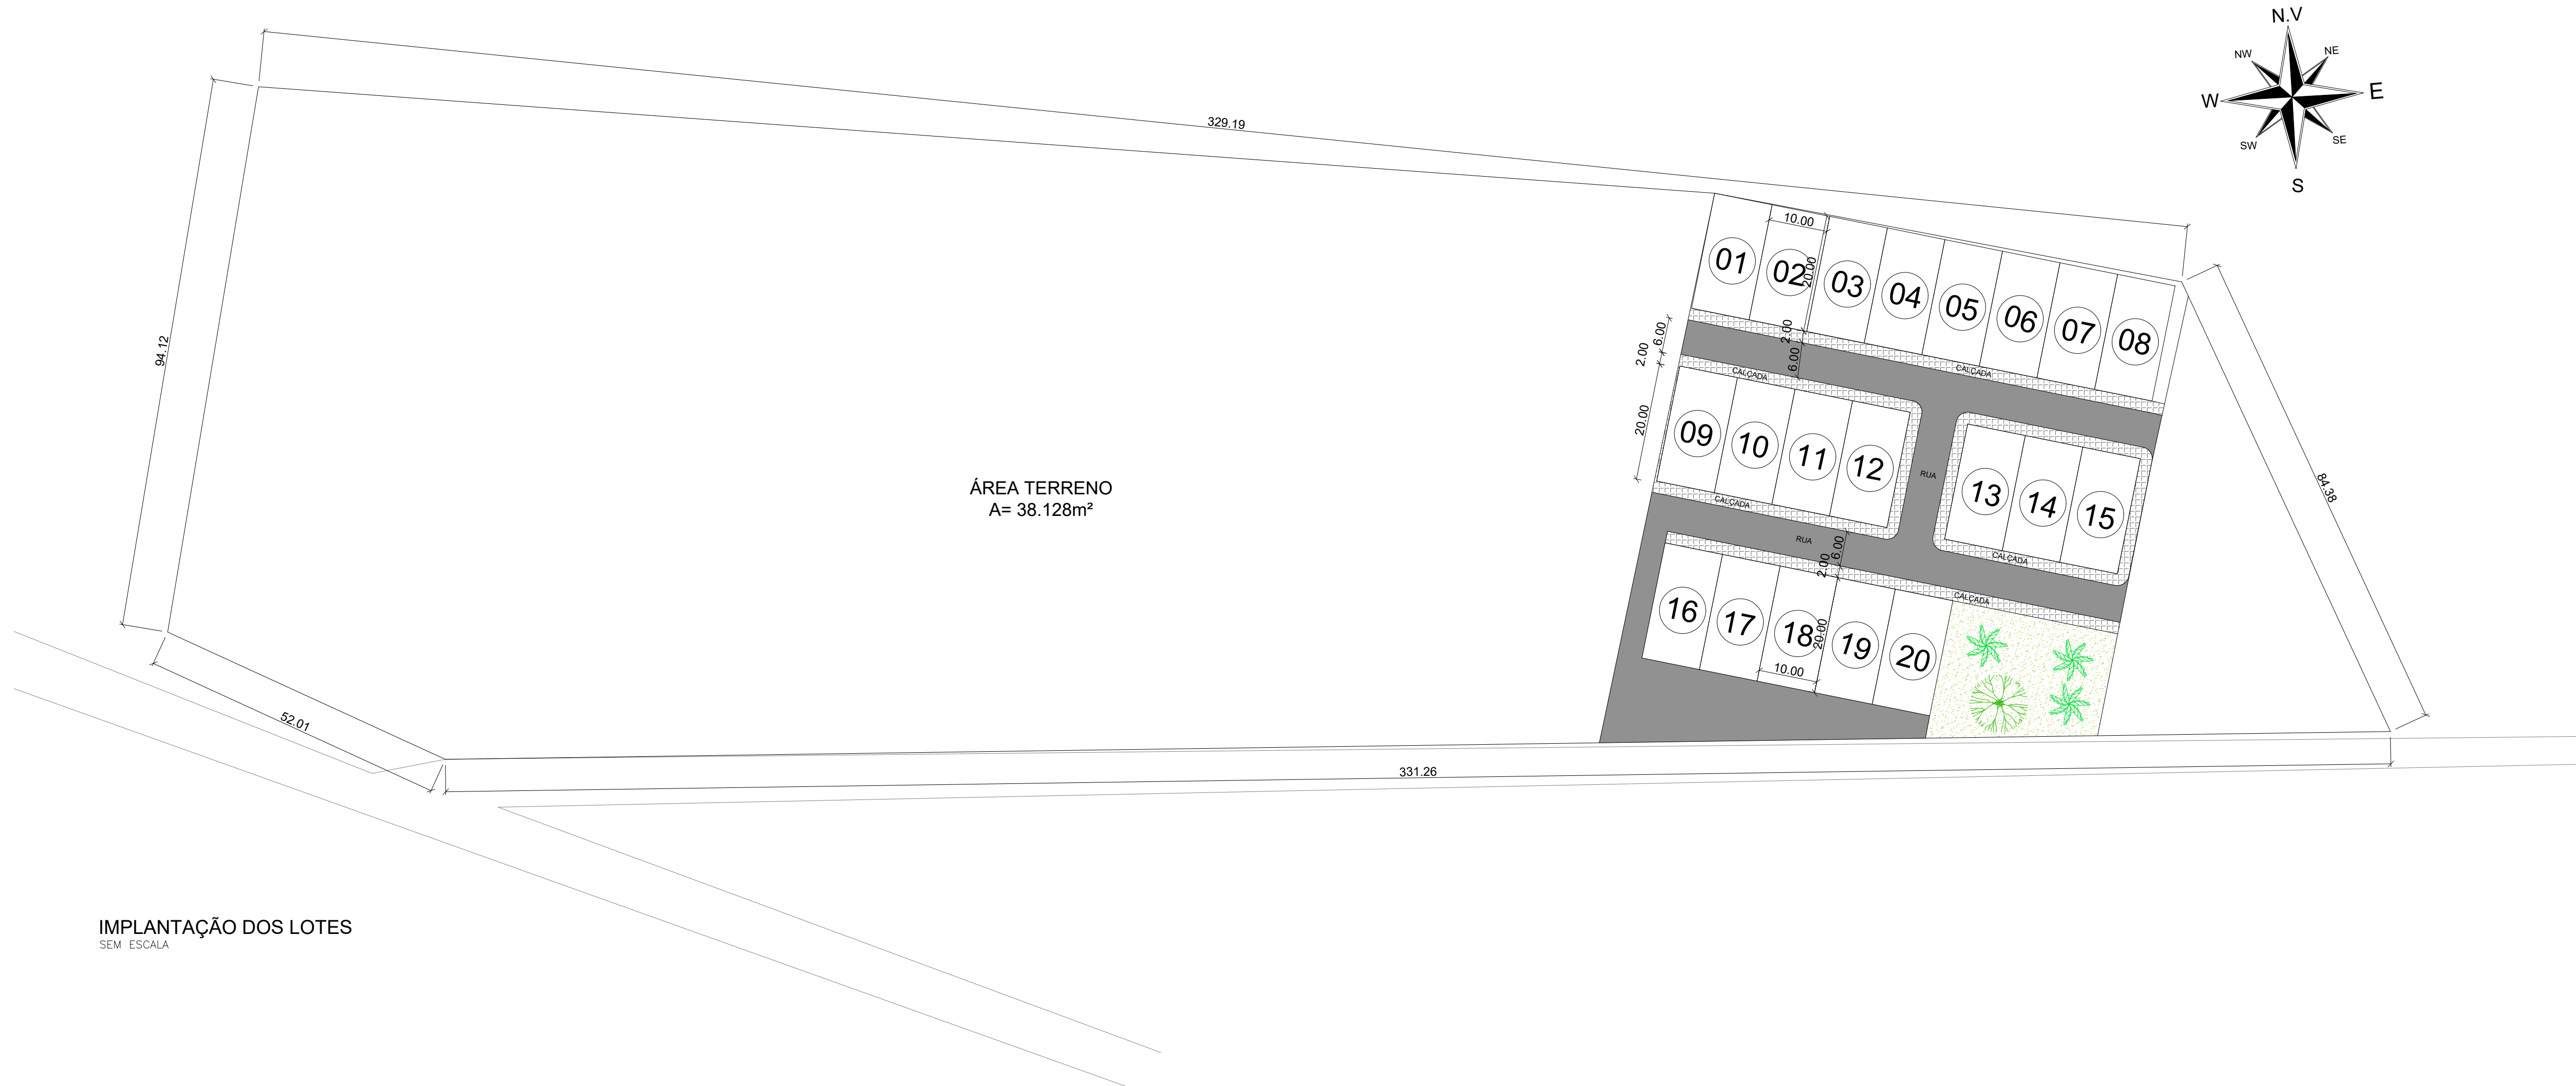 N.V
NW
NE
W
E
SW
SE
S
329.19
94.12
10.00
20.00
01
02
03
04
05
06
07
08
2.00
6.00
6.00
2.00
20.00
CALÇADA
CALÇADA
09
10
11
12
13
14
15
RUA
84.38
ÁREA TERRENO
A= 38.128m²
CALÇADA
RUA
6.00
2.00
CALÇADA
CALÇADA
16
17
18
19
20
20.00
10.00
52.01
331.26
IMPLANTAÇÃO DOS LOTES
SEM ESCALA